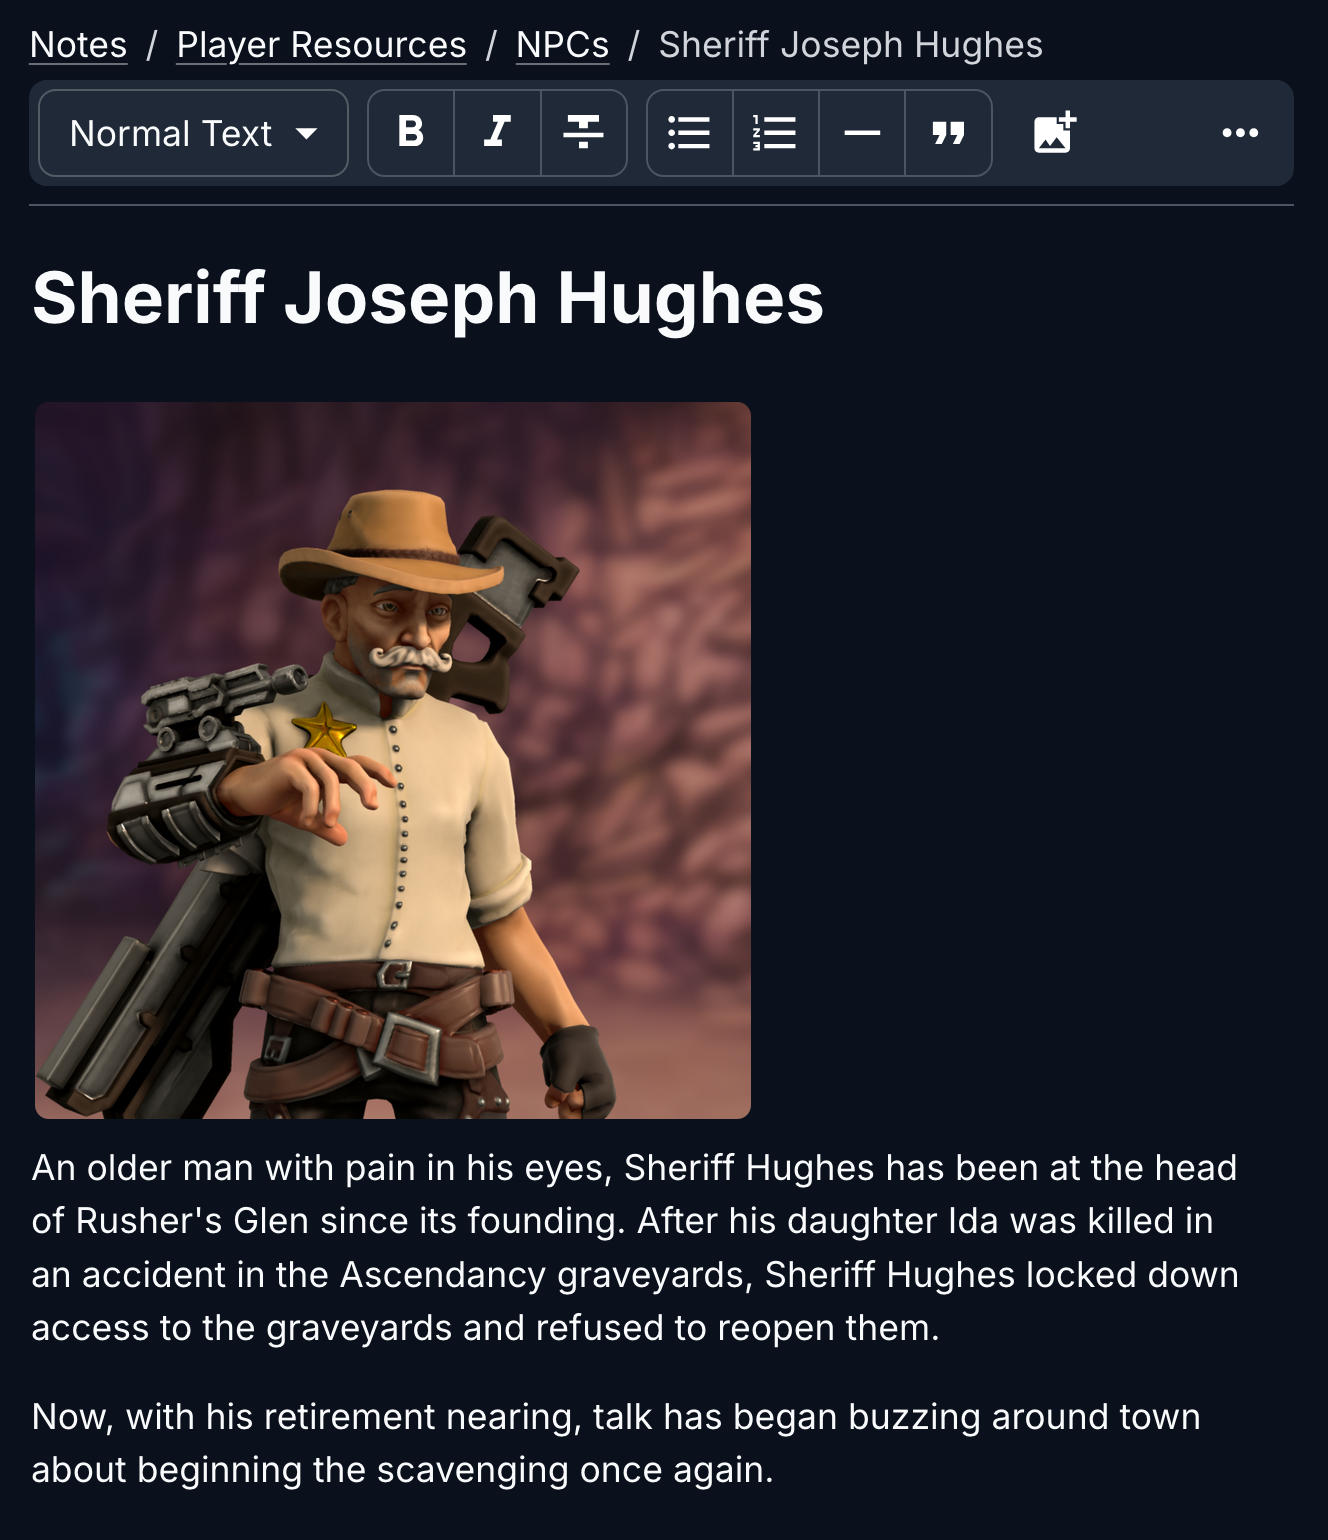 Notes / Player Resources / NPCs / Sheriff Joseph Hughes
Normal Text B I T 1 2 3
Sheriff Joseph Hughes
An older man with pain in his eyes, Sheriff Hughes has been at the head
of Rusher's Glen since its founding. After his daughter Ida was killed in
an accident in the Ascendancy graveyards, Sheriff Hughes locked down
access to the graveyards and refused to reopen them.
Now, with his retirement nearing, talk has began buzzing around town
about beginning the scavenging once again.